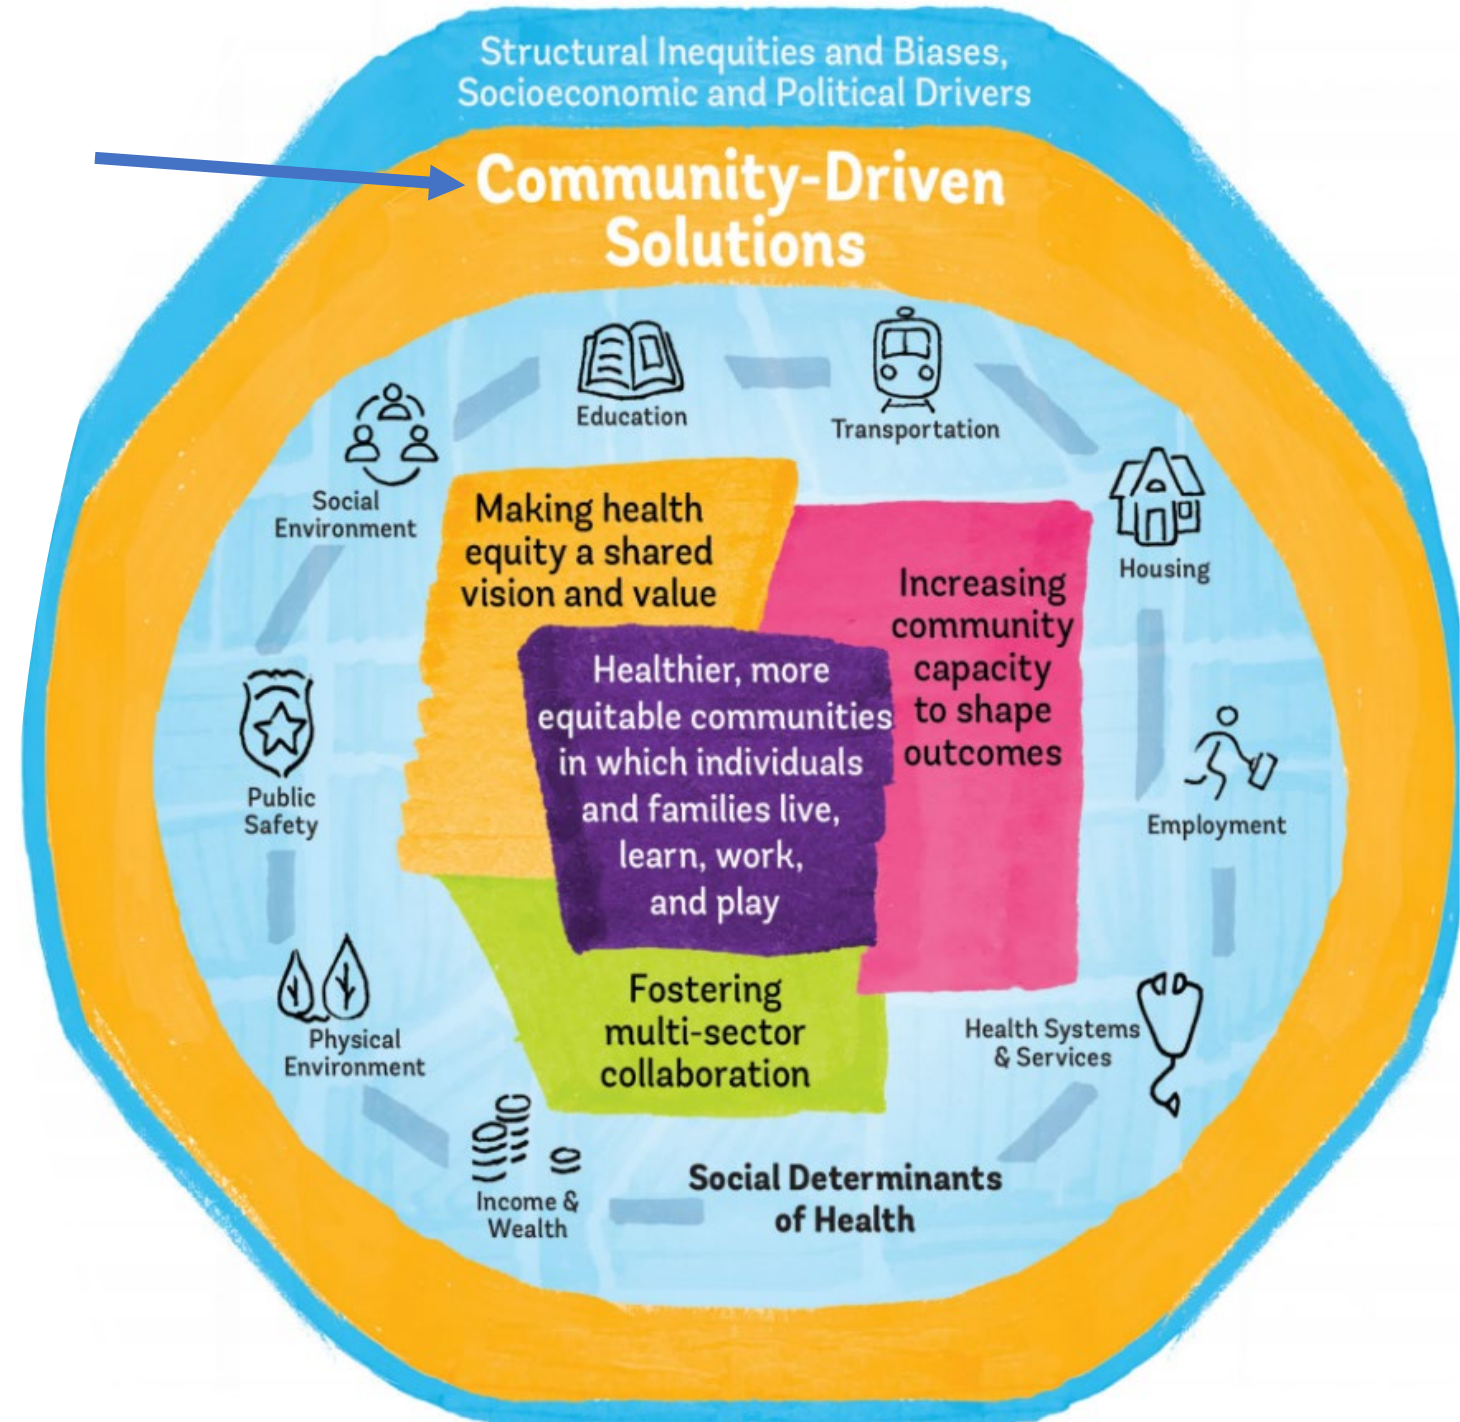 Structural Inequities and Biases,
Socioeconomic and Political Drivers
Community-Driven
Solutions
Education
Transportation
Social
Environment
Housing
Making health
equity a shared
vision and value
Increasing
community
capacity
to shape
outcomes
Healthier, more
equitable communities
in which individuals
and families live,
learn, work,
and play
Public
Safety
Employment
Fostering
multi-sector
collaboration
Physical
Environment
Health Systems
& Services
Income &
Wealth
Social Determinants
of Health